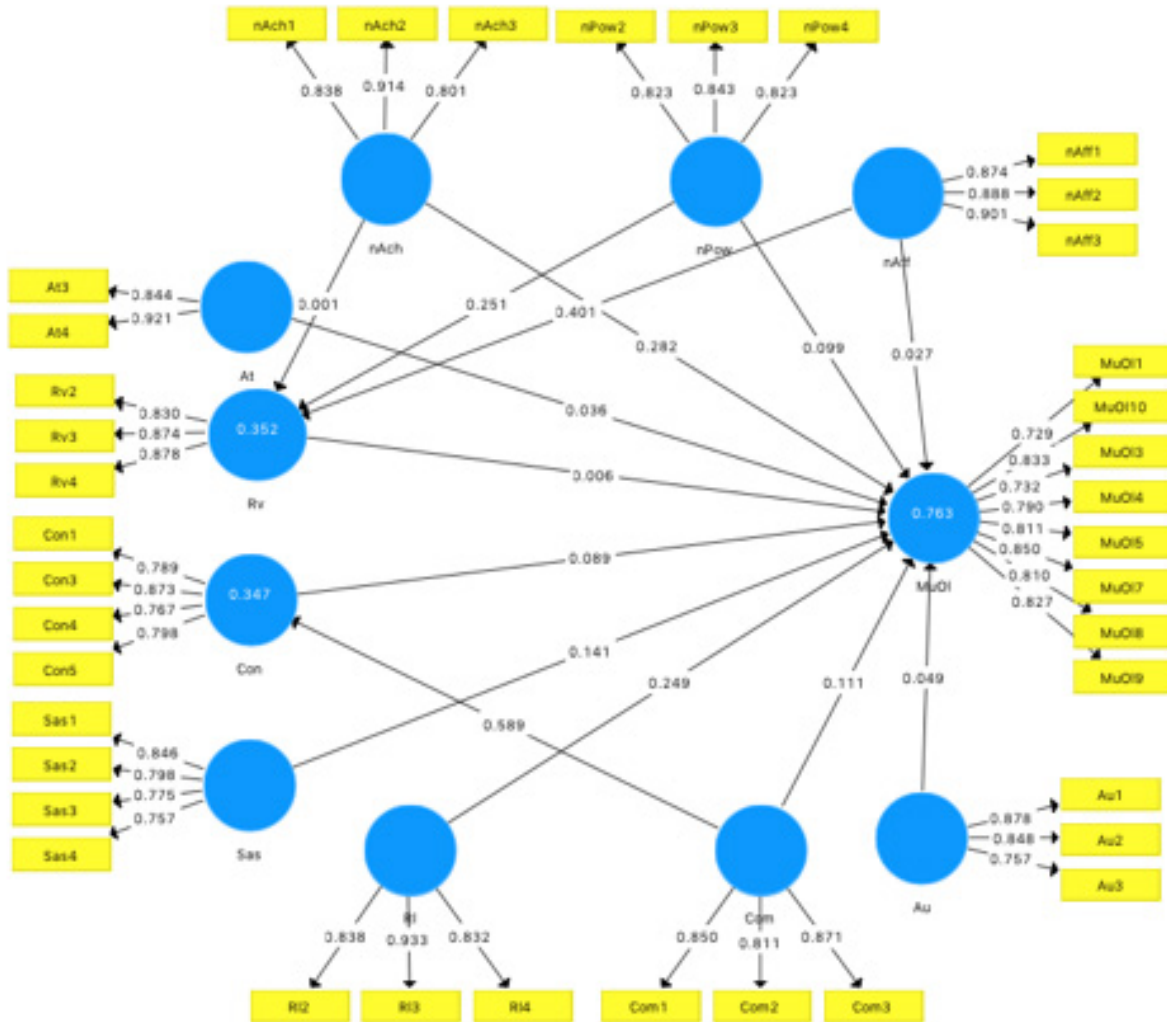 nAch1 nAch2 nAch3 nPow2 nPow3 nPow4
0.838 0.914 0.801 0.823 0.843 0.823
nAff1
0.874
nAff2
0.888
0.901
nAff3
nAch nPow nAff
At3
0.844
At4
0.921
At
0.001 0.251 0.401
0.282 0.099 0.027
0.036
Rv2
0.830
Rv3
0.874
Rv4
0.878
0.352
Rv
0.006
MuOI1
MuOI10
0.729
MuOI3
0.833
0.732
MuOI4
0.790
MuOI5
0.811
0.850
MuOI7
0.810
0.827
MuOI8
MuOI9
0.763
MuOI
Con1
0.789
Con3
0.873
Con4
0.767
0.798
Con5
0.347
Con
0.089
0.141
0.249
0.589
0.111
0.049
Sas1
0.846
Sas2
0.798
Sas3
0.775
0.757
Sas4
Sas
RI
0.838 0.933 0.832
RI2 RI3 RI4
Com
0.850 0.811 0.871
Com1 Com2 Com3
Au
Au1
0.878
Au2
0.848
0.757
Au3